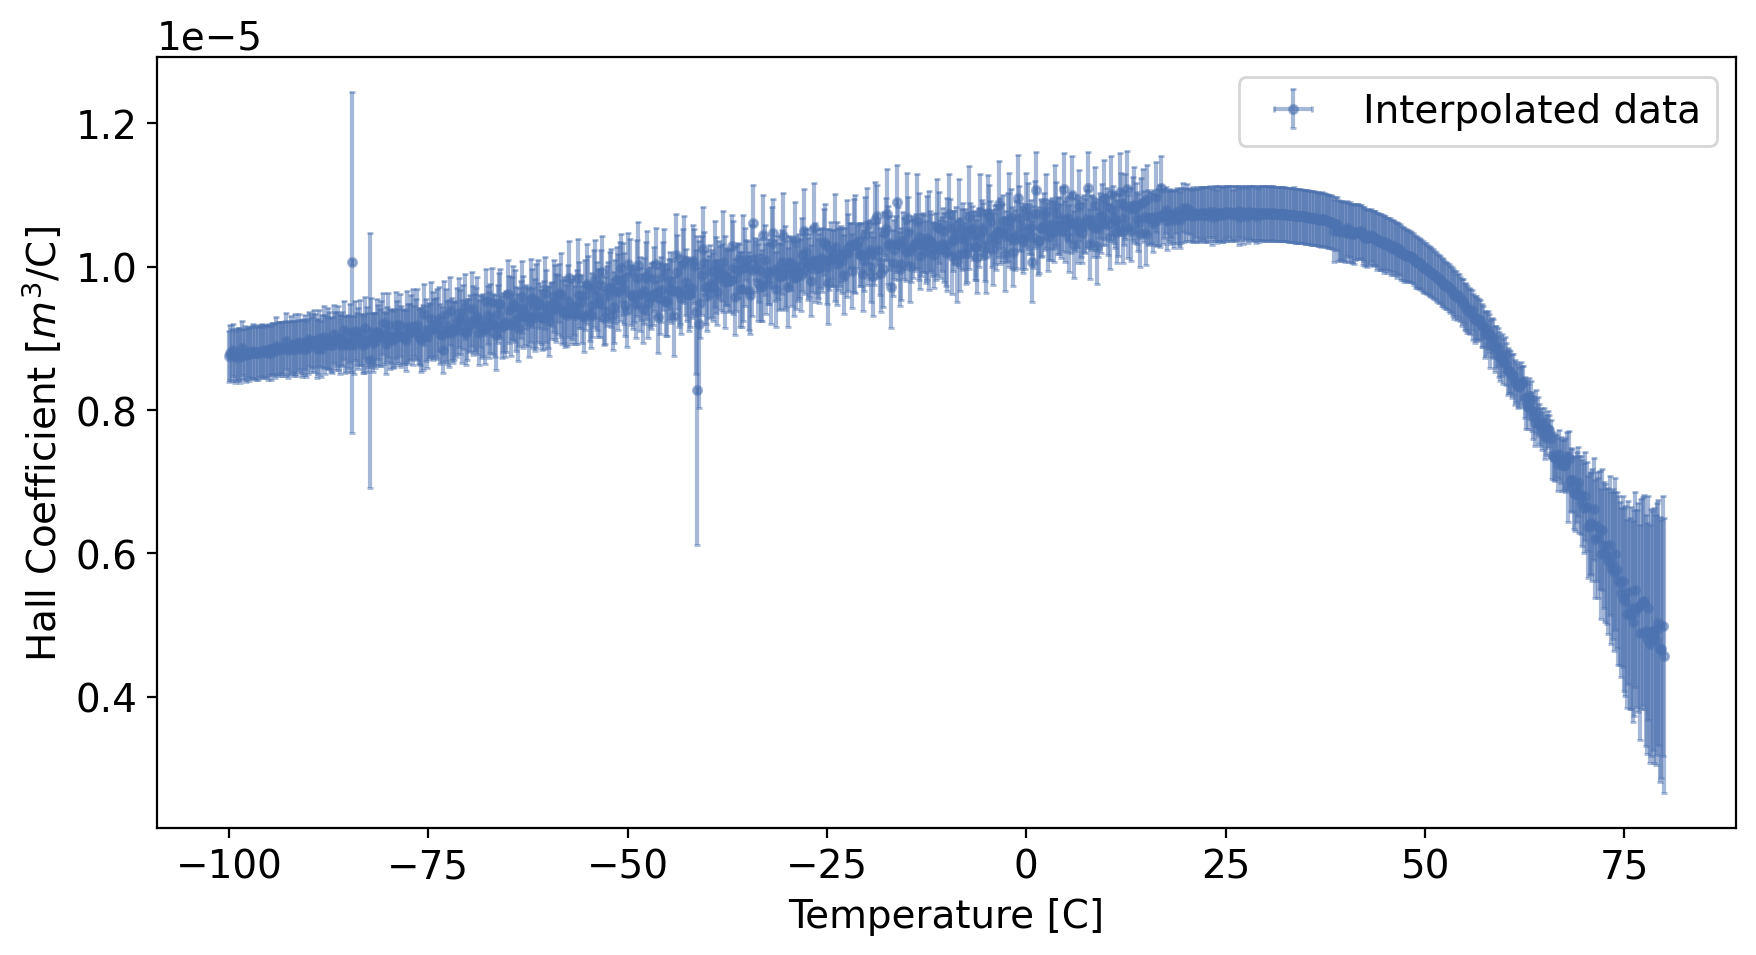 1e−5
Interpolated data
Hall Coefficient [m³/C]
1.2
1.0
0.8
0.6
0.4
−100 −75 −50 −25 0 25 50 75
Temperature [C]